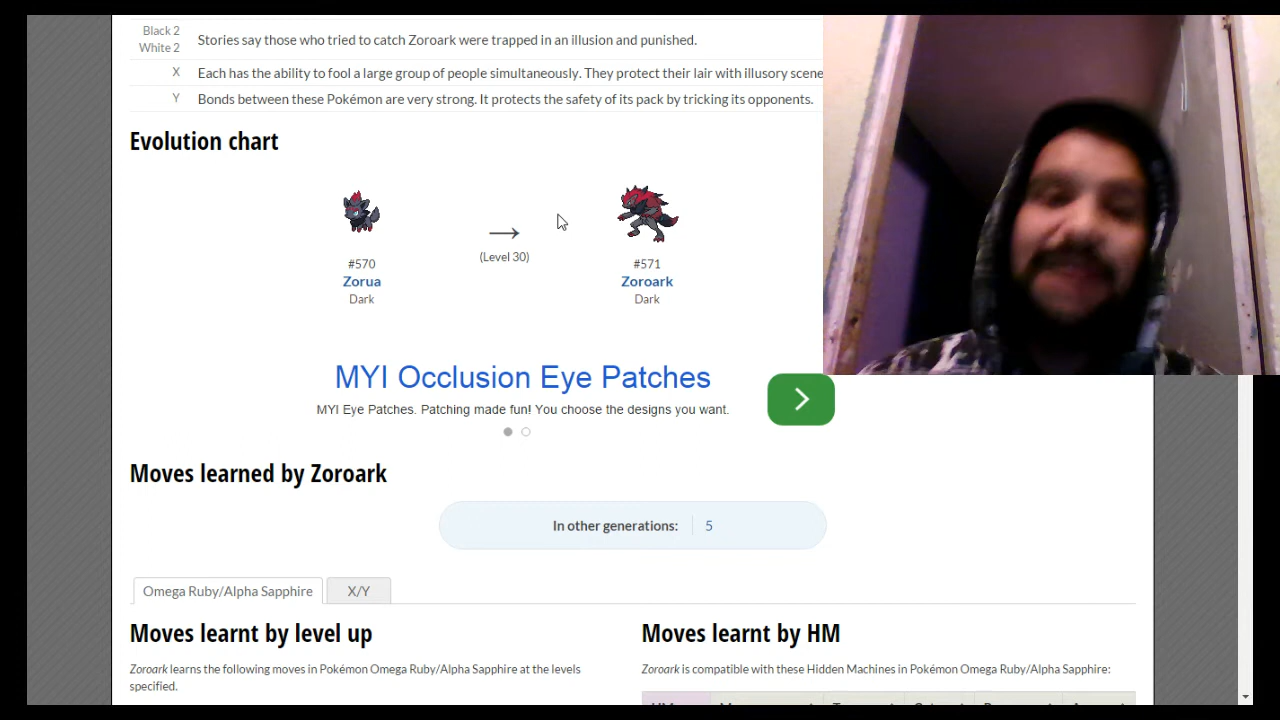 Black 2
White 2
Stories say those who tried to catch Zoroark were trapped in an illusion and punished.
X
Each has the ability to fool a large group of people simultaneously. They protect their lair with illusory scene
Y
Bonds between these Pokémon are very strong. It protects the safety of its pack by tricking its opponents.
Evolution chart
(Level 30)
#570
Zorua
Dark
#571
Zoroark
Dark
MYI Occlusion Eye Patches
MYI Eye Patches. Patching made fun! You choose the designs you want.
Moves learned by Zoroark
In other generations: 5
Omega Ruby/Alpha Sapphire
X/Y
Moves learnt by level up
Zoroark learns the following moves in Pokémon Omega Ruby/Alpha Sapphire at the levels
specified.
Moves learnt by HM
Zoroark is compatible with these Hidden Machines in Pokémon Omega Ruby/Alpha Sapphire: